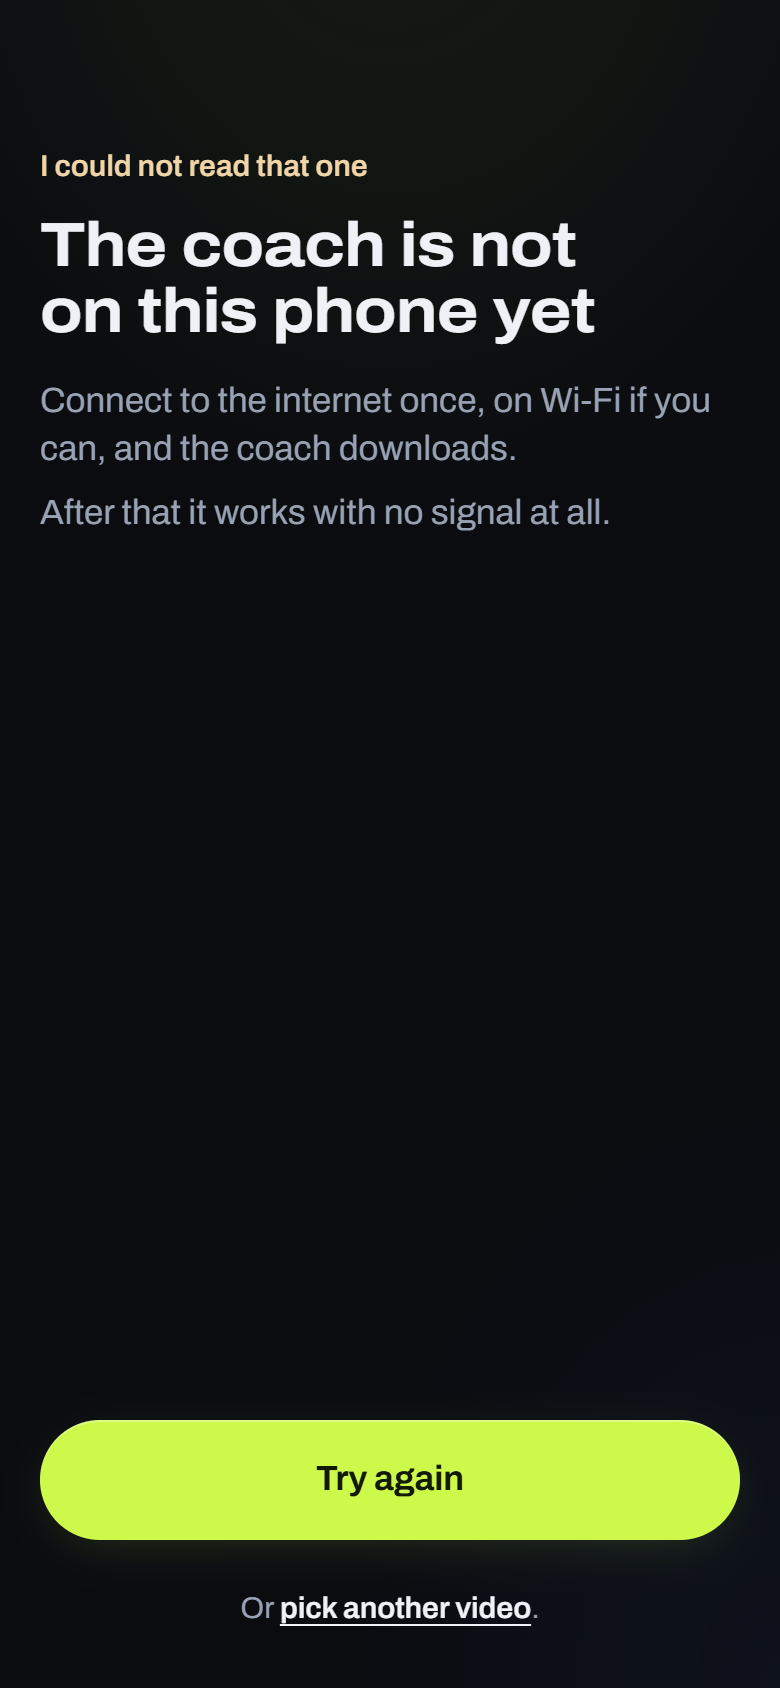 I could not read that one
The coach is not
on this phone yet
Connect to the internet once, on Wi-Fi if you
can, and the coach downloads.
After that it works with no signal at all.
Try again
Or pick another video.